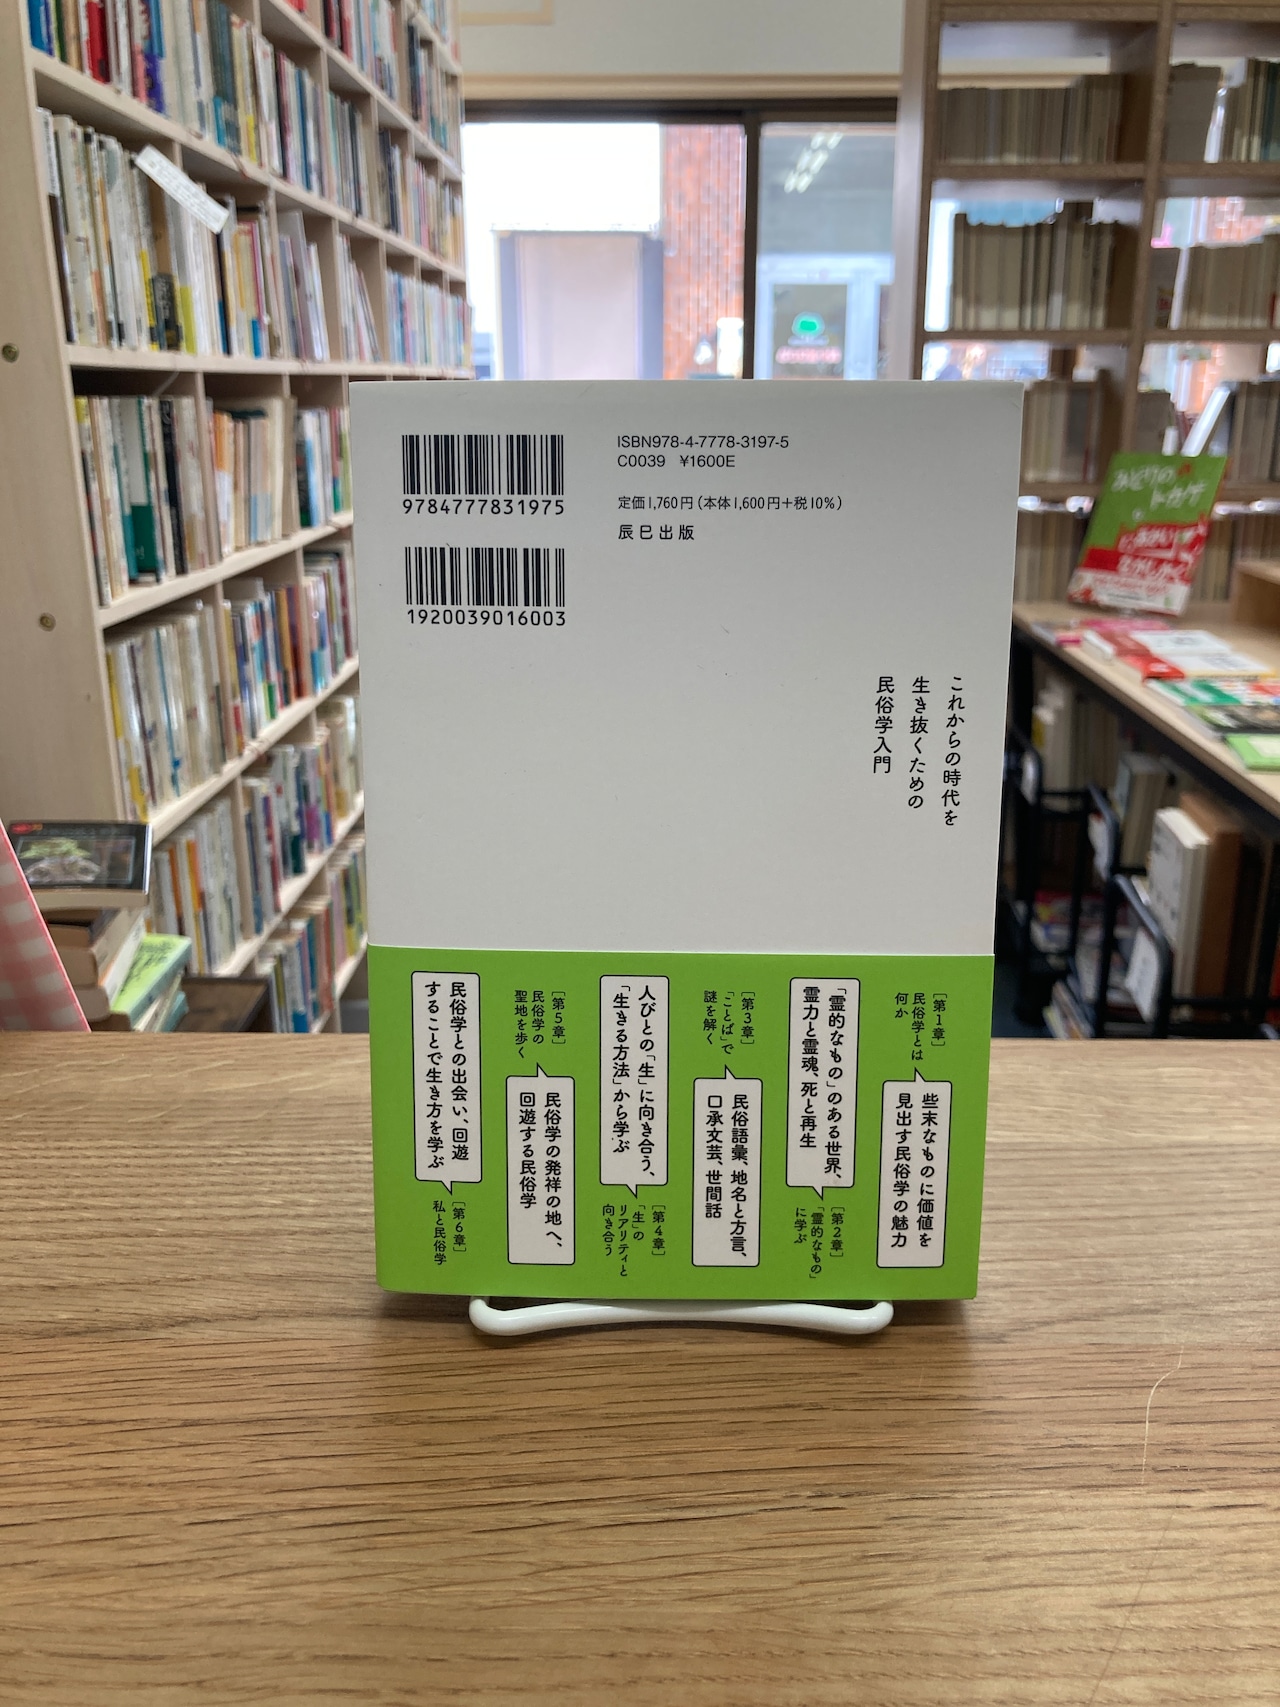 9784777831975
1920039016003
ISBN978-4-7778-3197-5
C0039 ¥1600E
定価1,760円(本体1,600円+税10%)
辰巳出版
これからの時代を
生き抜くための
民俗学入門
[第1章]
民俗学とは
何か
些末なものに価値を
見出す民俗学の魅力
「霊的なもの」のある世界、
霊力と霊魂、死と再生
[第2章]
「霊的なもの」
に学ぶ
[第3章]
「ことば」で
謎を解く
民俗語彙、地名と方言、
口承文芸、世間話
人びとの「生」に向き合う、
「生きる方法」から学ぶ
[第4章]
「生」の
リアリティと
向き合う
[第5章]
民俗学の
聖地を歩く
民俗学の発祥の地へ、
回遊する民俗学
民俗学との出会い、回遊
することで生き方を学ぶ
[第6章]
私と民俗学
みどりの
トカゲ